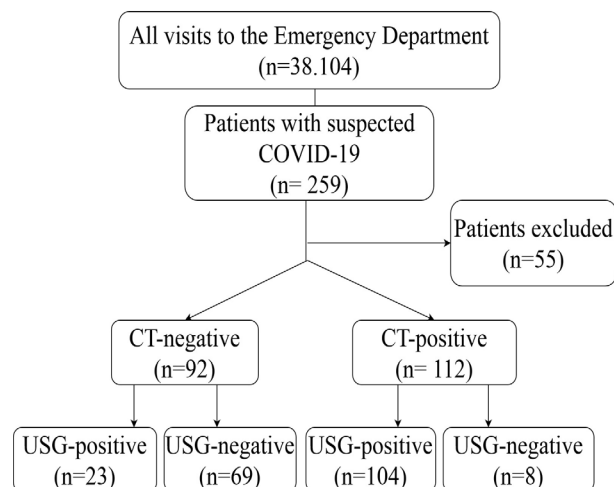 All visits to the Emergency Department
(n=38.104)
Patients with suspected
COVID-19
(n= 259)
Patients excluded
(n=55)
CT-negative
(n=92)
CT-positive
(n= 112)
USG-positive
(n=23)
USG-negative
(n=69)
USG-positive
(n=104)
USG-negative
(n=8)